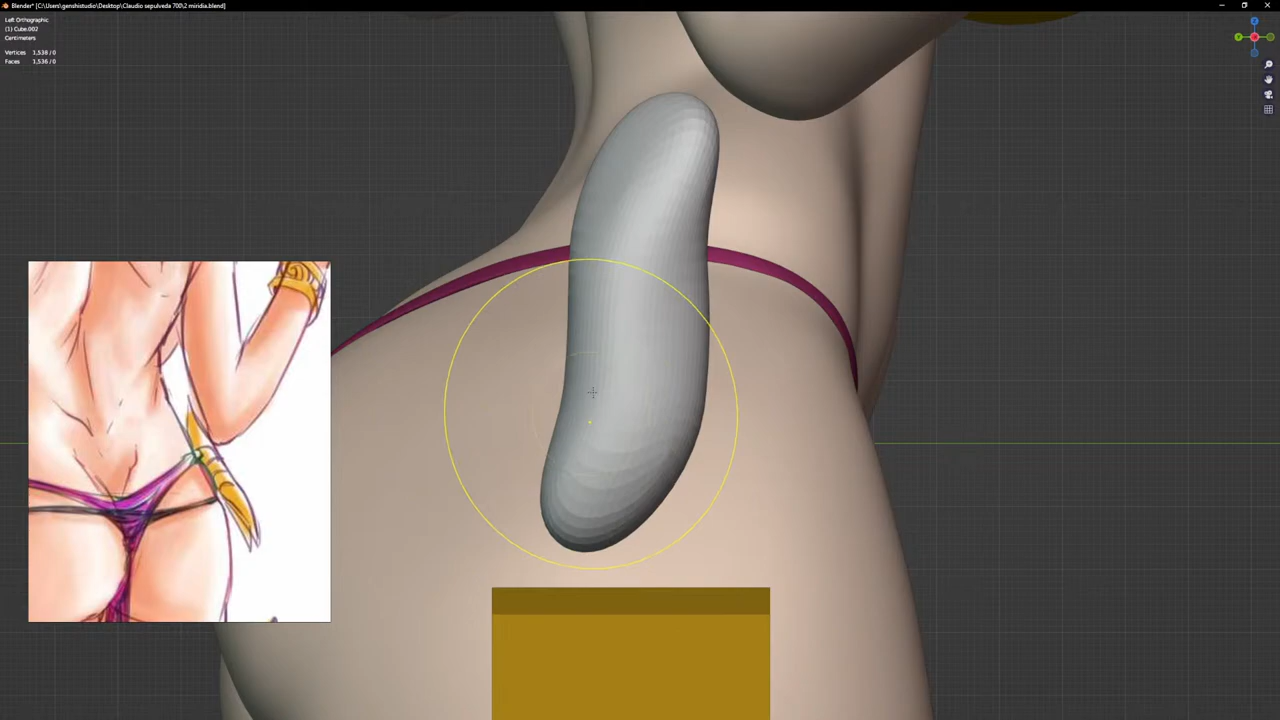 Blender* [C:\Users\genshistudio\Desktop\Claudio sepulveda 700\2 miridia.blend]
Left Orthographic
(1) Cube.002
Centimeters
Vertices 1,538 / 0
Faces 1,536 / 0
Z
Y